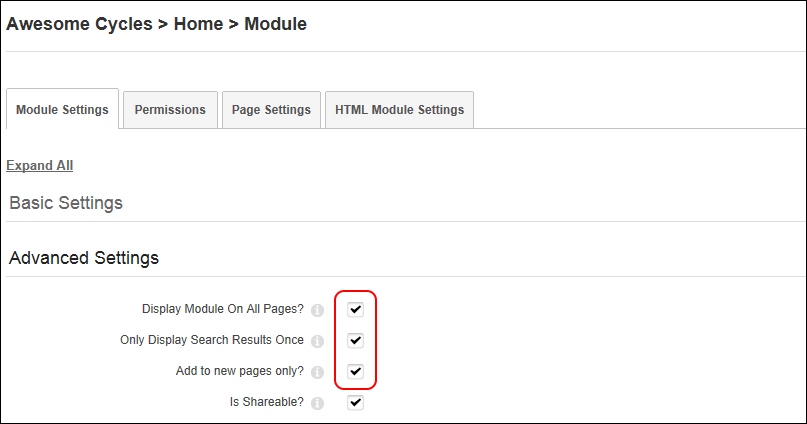 Awesome Cycles > Home > Module
Module Settings Permissions Page Settings HTML Module Settings
Expand All
Basic Settings
Advanced Settings
Display Module On All Pages?
Only Display Search Results Once
Add to new pages only?
Is Shareable?